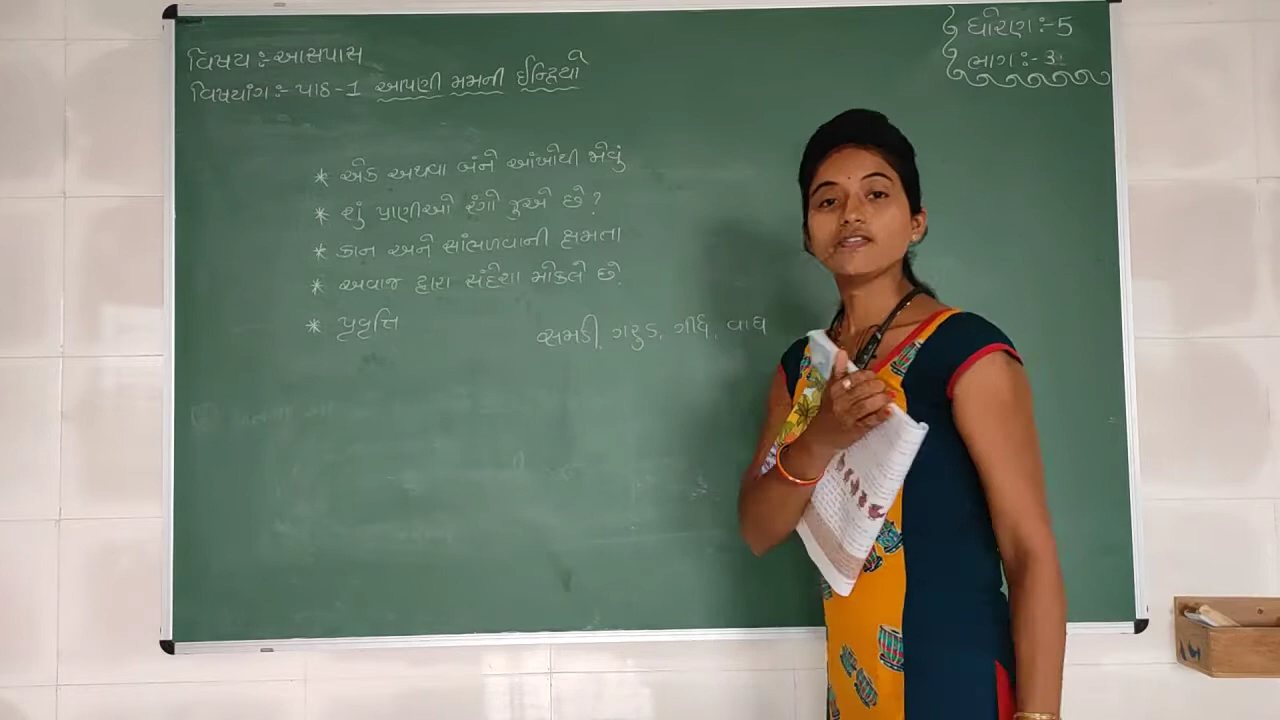 વિષય :- આસપાસ
વિષયાંગ :- પાઠ - 1 આપણી મમની ઈન્દ્રિયો
ધોરણ :- 5
ભાગ :- 3
* એક અથવા બંને આંખોથી જોવું
* શું પ્રાણીઓ રંગો જુએ છે ?
* કાન અને સાંભળવાની ક્ષમતા
* અવાજ દ્વારા સંદેશા મોકલે છે.
* પ્રવૃત્તિ
સમડી, ગરુડ, ગીધ, વાઘ